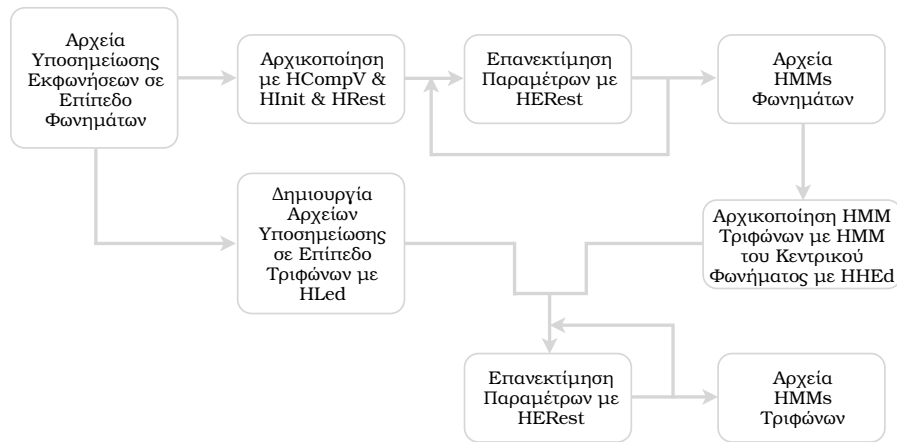 Αρχεία
Υποσημείωσης
Εκφωνήσεων σε
Επίπεδο
Φωνημάτων
Αρχικοποίηση
με HCompV &
HInit & HRest
Επανεκτίμηση
Παραμέτρων με
HERest
Αρχεία
HMMs
Φωνημάτων
Δημιουργία
Αρχείων
Υποσημείωσης
σε Επίπεδο
Τριφώνων με
HLed
Αρχικοποίηση HMM
Τριφώνων με HMM
του Κεντρικού
Φωνήματος με HHEd
Επανεκτίμηση
Παραμέτρων με
HERest
Αρχεία
HMMs
Τριφώνων